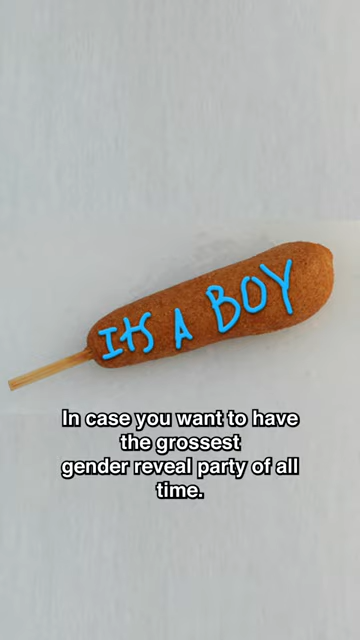 ITS A BOY
In case you want to have
the grossest
gender reveal party of all
time.